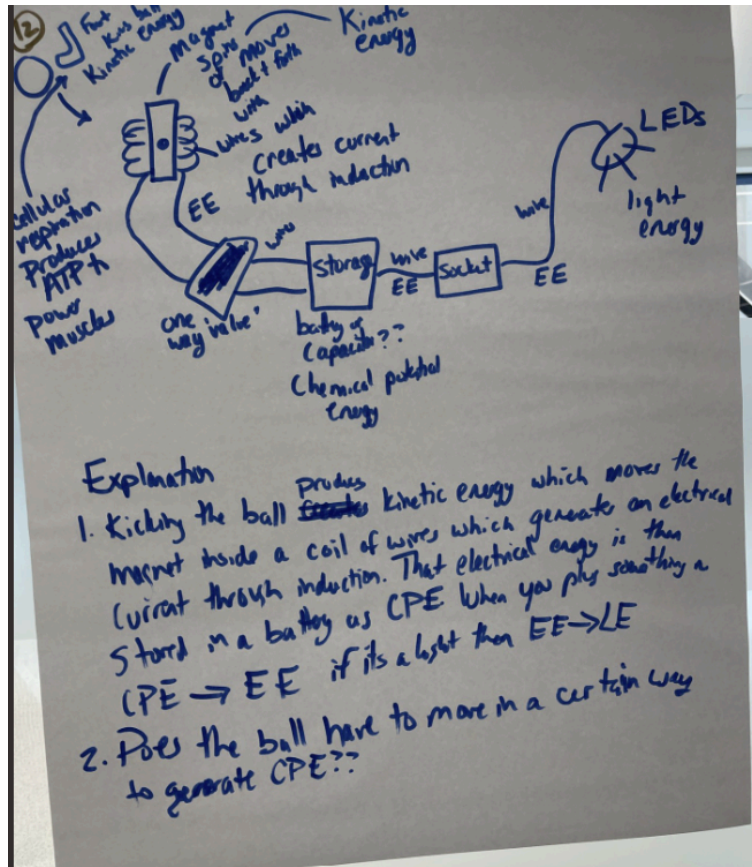 12
Foot
kicks ball
Kinetic energy
magnet
spins
or moves
back + forth
with
wires which
creates current
through induction
Kinetic
energy
EE
Cellular
respiration
Produces
ATP to
power
muscles
one
way "valve"
wire
Storage
battery or
Capacitor??
Chemical potential
energy
wire
EE
Socket
EE
wire
LEDs
light
energy
Explanation
1. Kicking the ball produces kinetic energy which moves the
magnet inside a coil of wires which generates an electrical
current through induction. That electrical energy is then
stored in a battery as CPE When you plug something in
CPE → EE if its a light then EE → LE
2. Does the ball have to move in a certain way
to generate CPE??